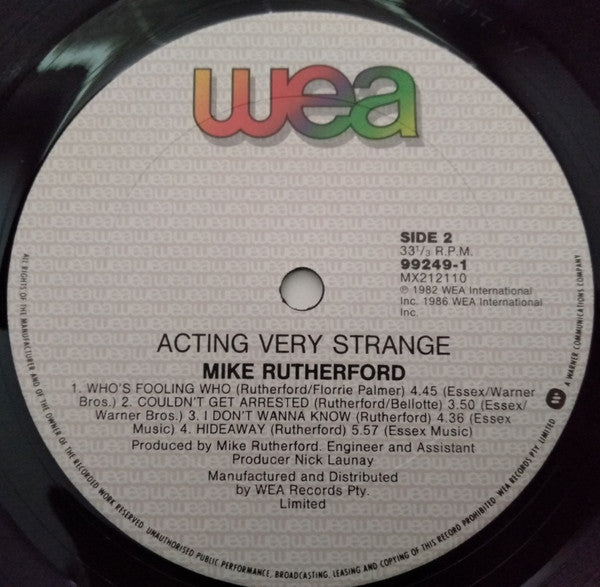 wea
SIDE 2
33 1/3 R.P.M.
99249-1
MX212110
℗ 1982 WEA International
Inc. 1986 WEA International
Inc.
ACTING VERY STRANGE
MIKE RUTHERFORD
1. WHO'S FOOLING WHO (Rutherford/Florrie Palmer) 4.45 (Essex/Warner
Bros.) 2. COULDN'T GET ARRESTED (Rutherford/Bellotte) 3.50 (Essex/
Warner Bros.) 3. I DON'T WANNA KNOW (Rutherford) 4.36 (Essex
Music) 4. HIDEAWAY (Rutherford) 5.57 (Essex Music)
Produced by Mike Rutherford. Engineer and Assistant
Producer Nick Launay
Manufactured and Distributed
by WEA Records Pty.
Limited
ALL RIGHTS OF THE MANUFACTURER AND OF THE OWNER OF THE RECORDED WORK RESERVED. UNAUTHORISED PUBLIC PERFORMANCE, BROADCASTING, LEASING AND COPYING OF THIS RECORD PROHIBITED. WEA RECORDS PTY. LIMITED
A WARNER COMMUNICATIONS COMPANY